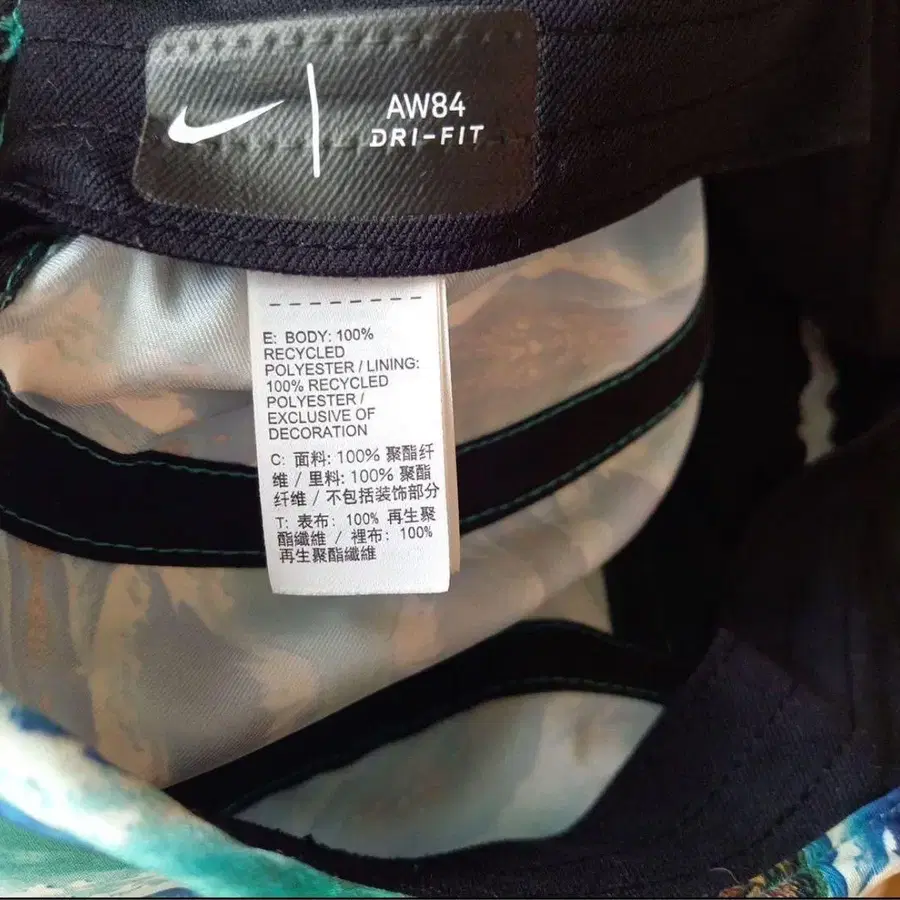 AW84
DRI-FIT
E: BODY: 100%
RECYCLED
POLYESTER / LINING:
100% RECYCLED
POLYESTER /
EXCLUSIVE OF
DECORATION
C: 面料: 100% 聚酯纤
维 / 里料: 100% 聚酯
纤维 / 不包括装饰部分
T: 表布: 100% 再生聚
酯纖維 / 裡布: 100%
再生聚酯纖維